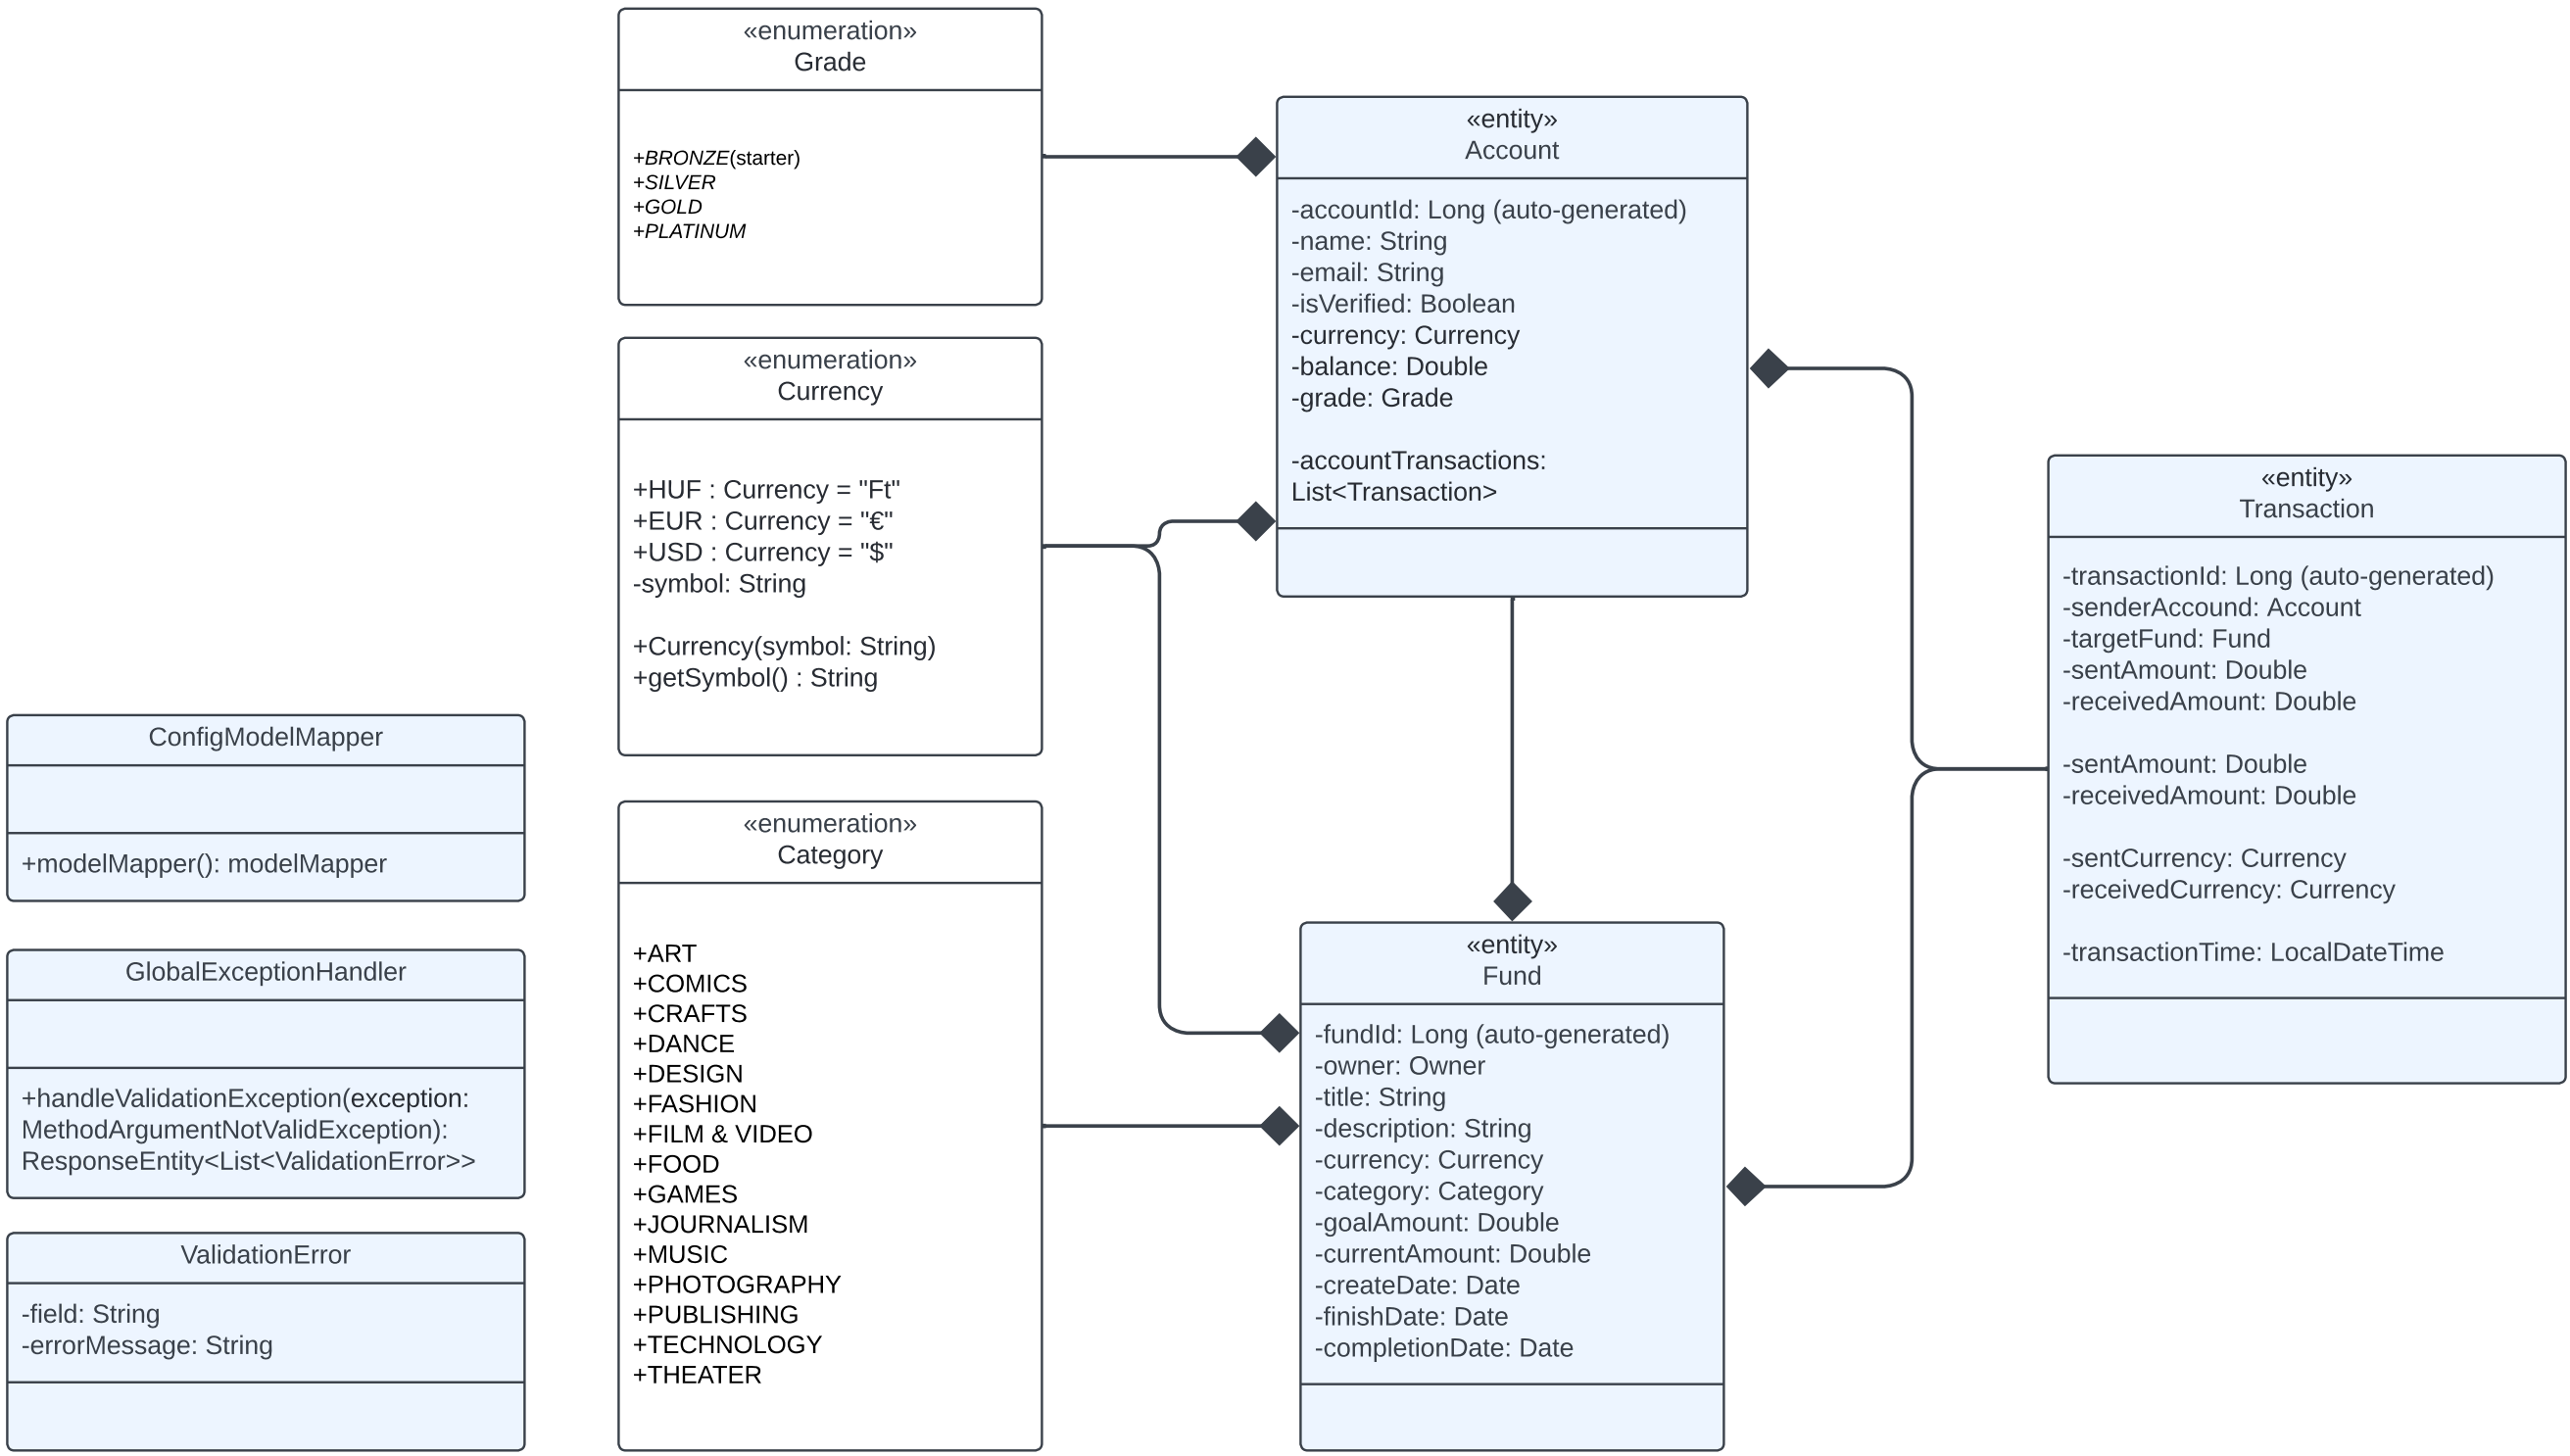 «enumeration»
Grade
+BRONZE(starter)
+SILVER
+GOLD
+PLATINUM
«enumeration»
Currency
+HUF : Currency = "Ft"
+EUR : Currency = "€"
+USD : Currency = "$"
-symbol: String
+Currency(symbol: String)
+getSymbol() : String
«enumeration»
Category
+ART
+COMICS
+CRAFTS
+DANCE
+DESIGN
+FASHION
+FILM & VIDEO
+FOOD
+GAMES
+JOURNALISM
+MUSIC
+PHOTOGRAPHY
+PUBLISHING
+TECHNOLOGY
+THEATER
ConfigModelMapper
+modelMapper(): modelMapper
GlobalExceptionHandler
+handleValidationException(exception:
MethodArgumentNotValidException):
ResponseEntity<List<ValidationError>>
ValidationError
-field: String
-errorMessage: String
«entity»
Account
-accountId: Long (auto-generated)
-name: String
-email: String
-isVerified: Boolean
-currency: Currency
-balance: Double
-grade: Grade
-accountTransactions:
List<Transaction>
«entity»
Fund
-fundId: Long (auto-generated)
-owner: Owner
-title: String
-description: String
-currency: Currency
-category: Category
-goalAmount: Double
-currentAmount: Double
-createDate: Date
-finishDate: Date
-completionDate: Date
«entity»
Transaction
-transactionId: Long (auto-generated)
-senderAccound: Account
-targetFund: Fund
-sentAmount: Double
-receivedAmount: Double
-sentAmount: Double
-receivedAmount: Double
-sentCurrency: Currency
-receivedCurrency: Currency
-transactionTime: LocalDateTime